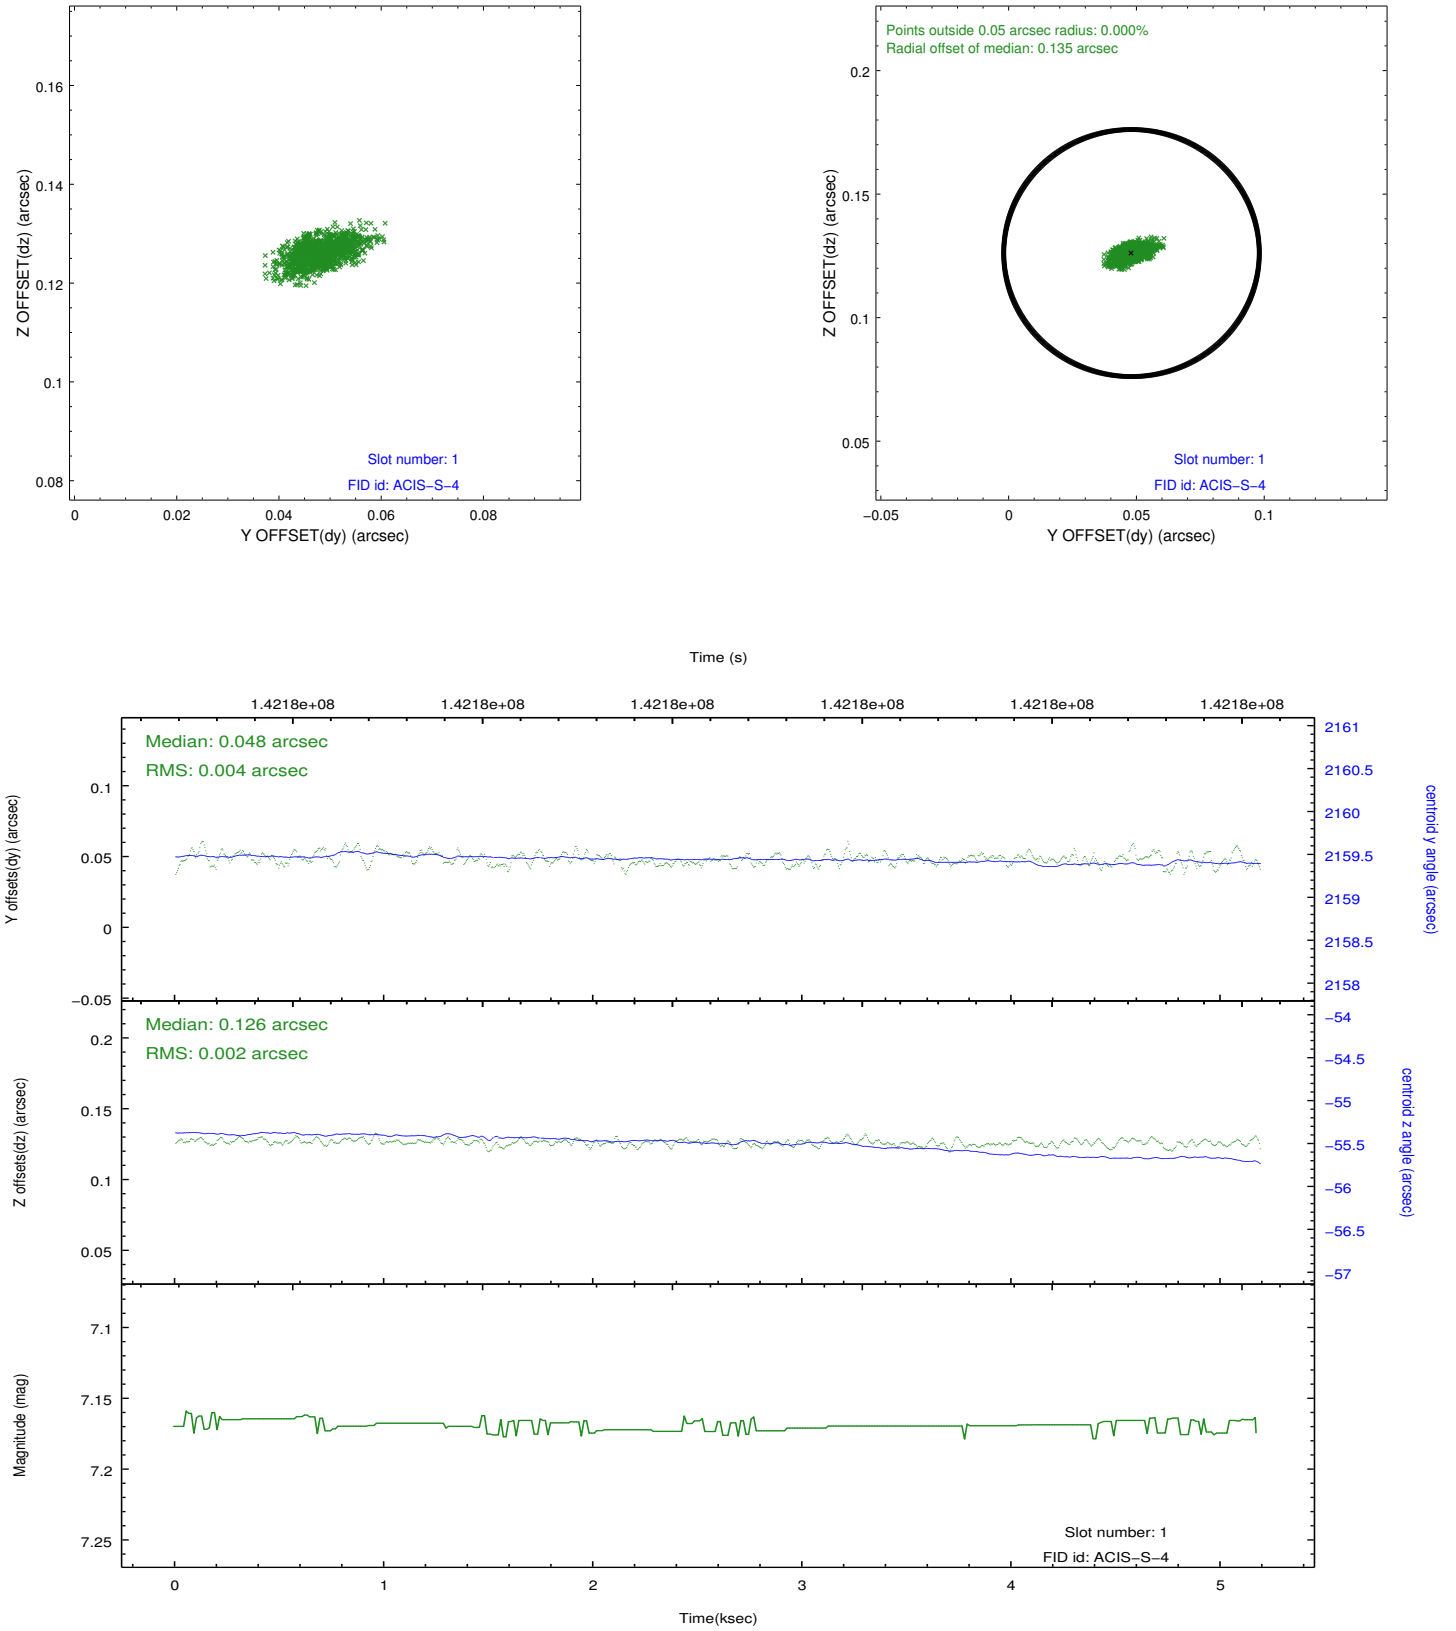 0.16
0.14
0.12
0.1
0.08
Z OFFSET(dz) (arcsec)
Slot number: 1
FID id: ACIS−S−4
0
0.02
0.04
0.06
0.08
Y OFFSET(dy) (arcsec)
Points outside 0.05 arcsec radius: 0.000%
Radial offset of median: 0.135 arcsec
0.2
0.15
0.1
0.05
Z OFFSET(dz) (arcsec)
Slot number: 1
FID id: ACIS−S−4
−0.05
0
0.05
0.1
Y OFFSET(dy) (arcsec)
Time (s)
1.4218e+08
1.4218e+08
1.4218e+08
1.4218e+08
1.4218e+08
1.4218e+08
Median: 0.048 arcsec
RMS: 0.004 arcsec
0.1
0.05
0
−0.05
Y offsets(dy) (arcsec)
2161
2160.5
2160
2159.5
2159
2158.5
2158
centroid y angle (arcsec)
Median: 0.126 arcsec
RMS: 0.002 arcsec
0.2
0.15
0.1
0.05
Z offsets(dz) (arcsec)
−54
−54.5
−55
−55.5
−56
−56.5
−57
centroid z angle (arcsec)
7.1
7.15
7.2
7.25
Magnitude (mag)
Slot number: 1
FID id: ACIS−S−4
0
1
2
3
4
5
Time(ksec)